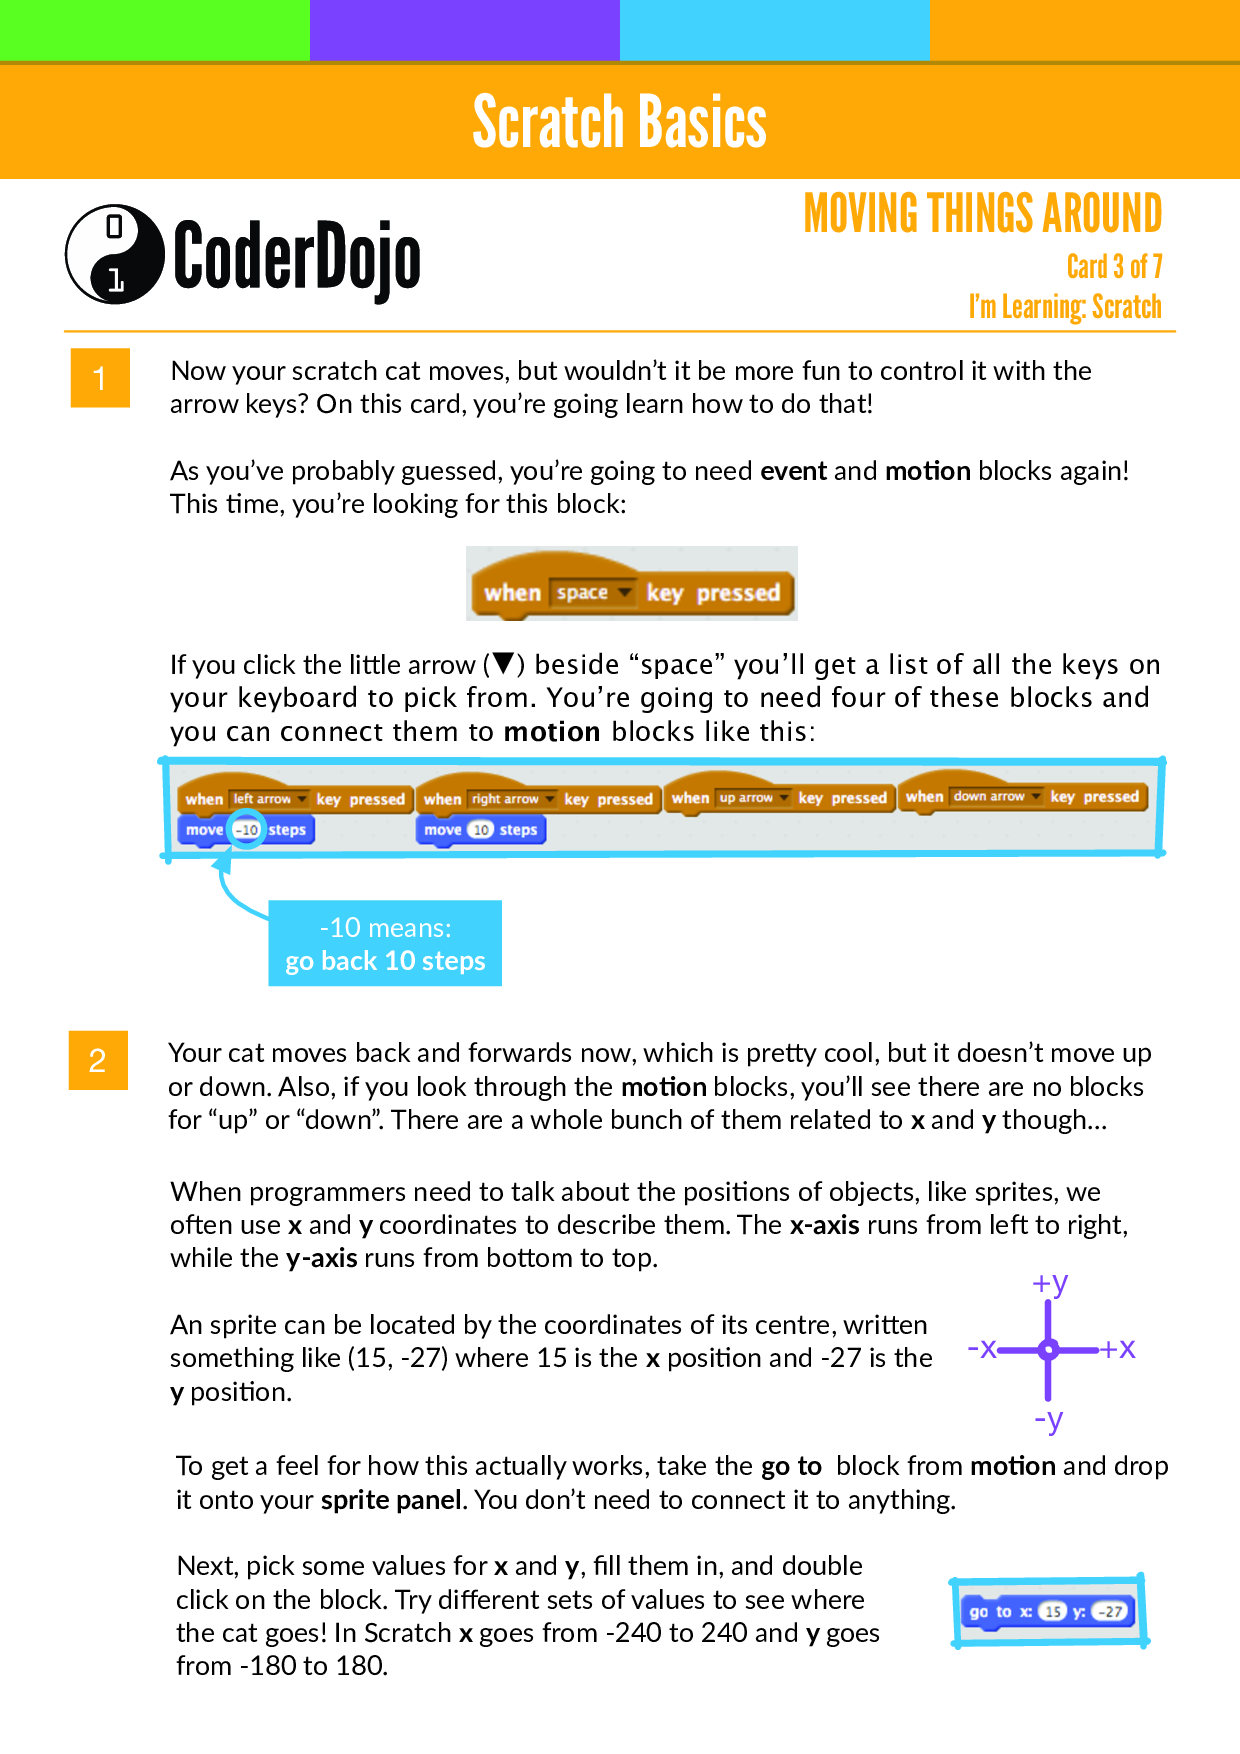 Scratch Basics
0
1
CoderDojo
MOVING THINGS AROUND
Card 3 of 7
I'm Learning: Scratch
1
Now your scratch cat moves, but wouldn't it be more fun to control it with the
arrow keys? On this card, you're going learn how to do that!
As you've probably guessed, you're going to need event and motion blocks again!
This time, you're looking for this block:
when space ▼ key pressed
If you click the little arrow (▼) beside “space” you'll get a list of all the keys on
your keyboard to pick from. You're going to need four of these blocks and
you can connect them to motion blocks like this:
when left arrow ▼ key pressed when right arrow ▼ key pressed when up arrow ▼ key pressed when down arrow ▼ key pressed
move -10 steps move 10 steps
-10 means:
go back 10 steps
2
Your cat moves back and forwards now, which is pretty cool, but it doesn't move up
or down. Also, if you look through the motion blocks, you'll see there are no blocks
for “up” or “down”. There are a whole bunch of them related to x and y though...
When programmers need to talk about the positions of objects, like sprites, we
often use x and y coordinates to describe them. The x-axis runs from left to right,
while the y-axis runs from bottom to top.
An sprite can be located by the coordinates of its centre, written
something like (15, -27) where 15 is the x position and -27 is the
y position.
+y
-x +x
-y
To get a feel for how this actually works, take the go to block from motion and drop
it onto your sprite panel. You don't need to connect it to anything.
Next, pick some values for x and y, fill them in, and double
click on the block. Try different sets of values to see where
the cat goes! In Scratch x goes from -240 to 240 and y goes
from -180 to 180.
go to x: 15 y: -27